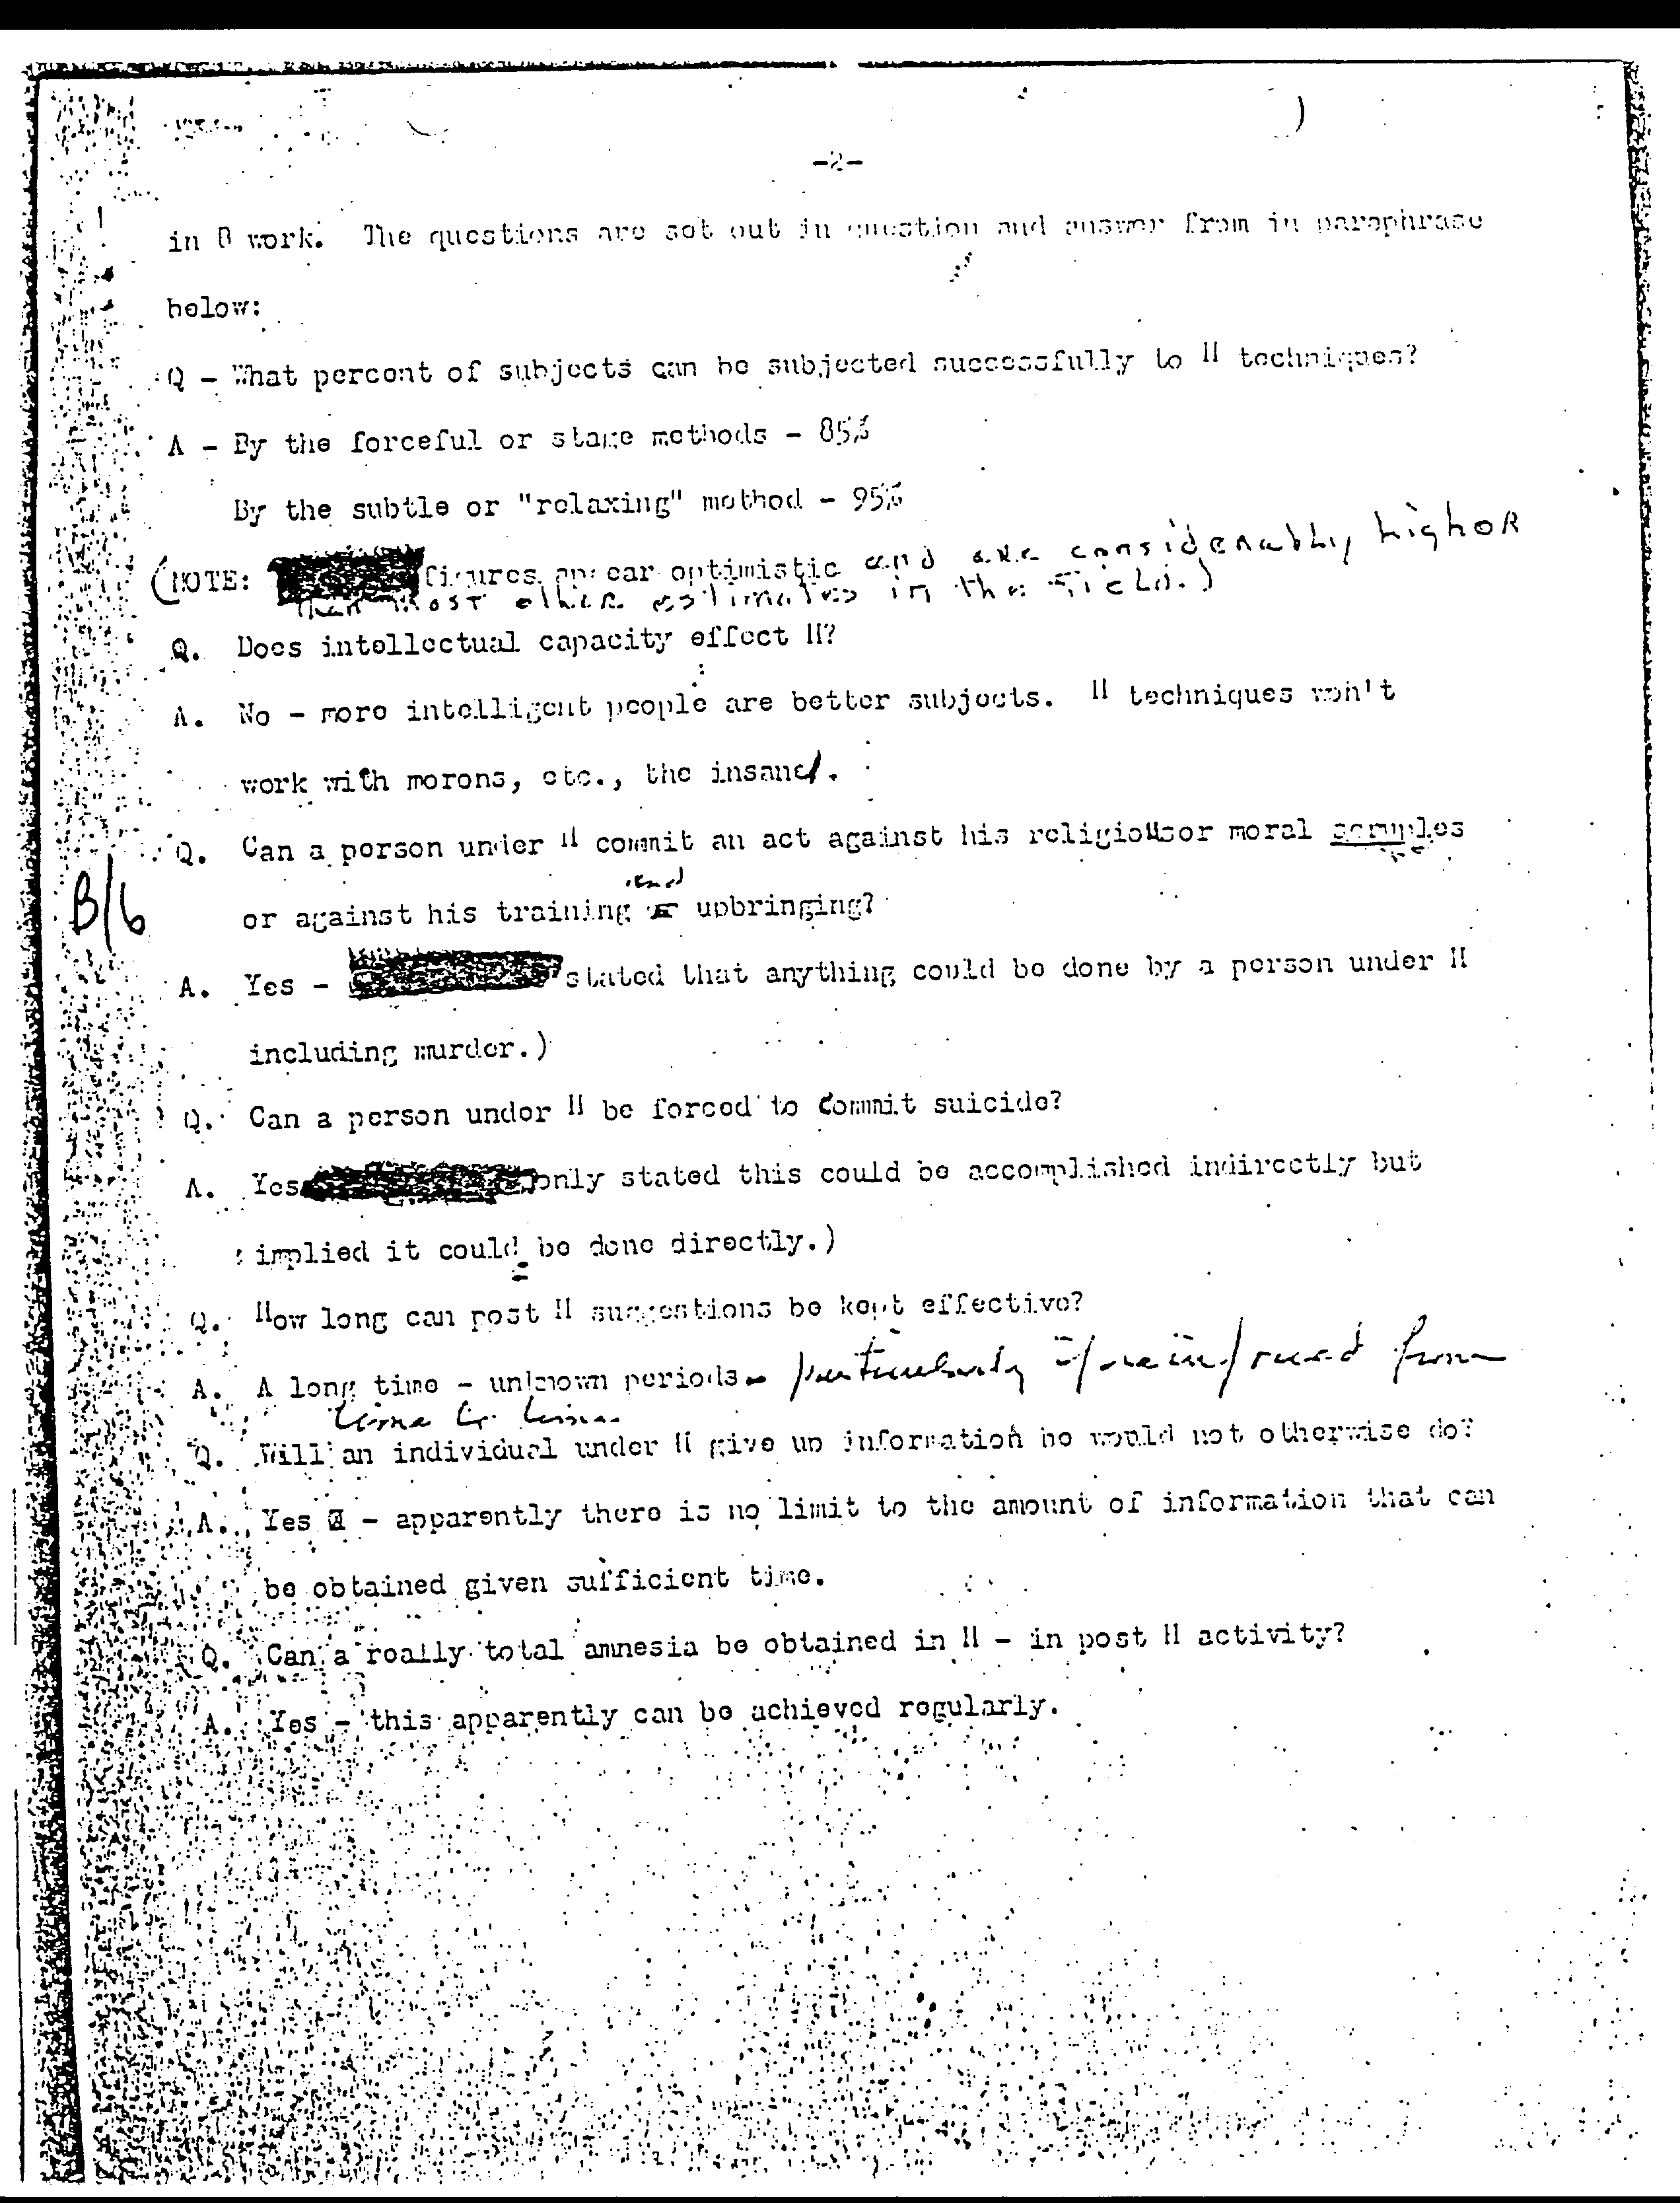 -2-
in B work. The questions are set out in question and answer from in paraphrase
below:
Q - What percent of subjects can be subjected successfully to H techniques?
A - By the forceful or stage methods - 85%
By the subtle or "relaxing" method - 95%
(NOTE: figures appear optimistic and are considerably higher
than most other estimates in the field.)
Q. Does intellectual capacity effect H?
A. No - more intelligent people are better subjects. H techniques won't
work with morons, etc., the insane.
Q. Can a person under H commit an act against his religious or moral scruples
and
or against his training upbringing?
B/6
A. Yes - stated that anything could be done by a person under H
including murder.)
Q. Can a person under H be forced to commit suicide?
A. Yes only stated this could be accomplished indirectly but
implied it could be done directly.)
Q. How long can post H suggestions be kept effective?
A. A long time - unknown periods - particularly if reinforced from
time to time.
Q. Will an individual under H give up information he would not otherwise do?
A. Yes - apparently there is no limit to the amount of information that can
be obtained given sufficient time.
Q. Can a really total amnesia be obtained in H - in post H activity?
A. Yes - this apparently can be achieved regularly.